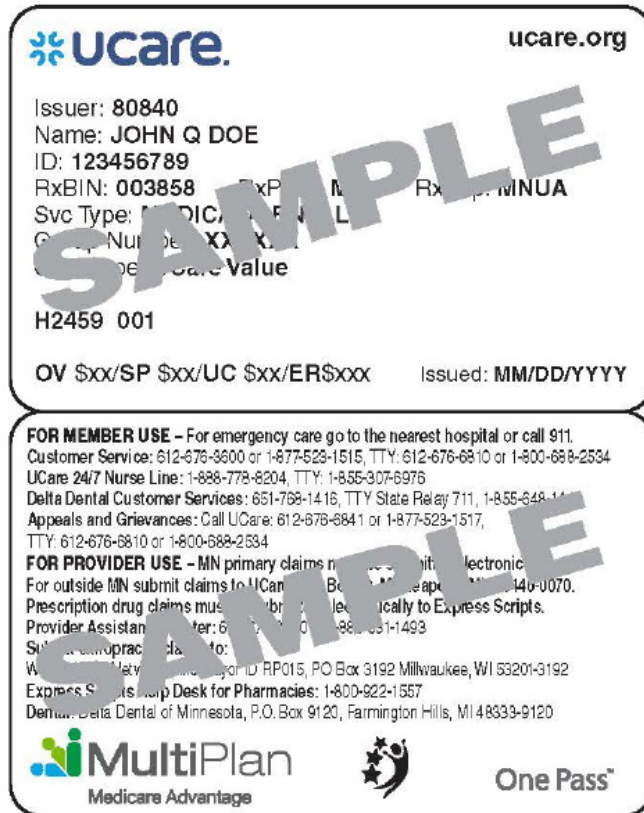 ucare.
ucare.org
Issuer: 80840
Name: JOHN Q DOE
ID: 123456789
RxBIN: 003858 MNUA
Svc Type:
Value
H2459 001
OV $xx/SP $xx/UC $xx/ER$xxx Issued: MM/DD/YYYY
SAMPLE
FOR MEMBER USE – For emergency care go to the nearest hospital or call 911.
Customer Service: 612-676-3600 or 1-877-523-1515, TTY: 612-676-6810 or 1-800-688-2534
UCare 24/7 Nurse Line: 1-888-778-8204, TTY: 1-855-307-6976
Delta Dental Customer Services: 651-768-1416, TTY State Relay 711,
Appeals and Grievances: Call UCare: 612-676-6841 or 1-877-523-1517,
TTY: 612-676-6810 or 1-800-688-2534
FOR PROVIDER USE – MN primary claims
For outside MN submit claims to
Prescription drug claims to Express Scripts.
Provider
to:
RP015, PO Box 3192 Milwaukee, WI 53201-3192
Express Help Desk for Pharmacies: 1-800-922-1557
Delta Dental of Minnesota, P.O. Box 9120, Farmington Hills, MI 48333-9120
SAMPLE
MultiPlan
Medicare Advantage
One Pass™